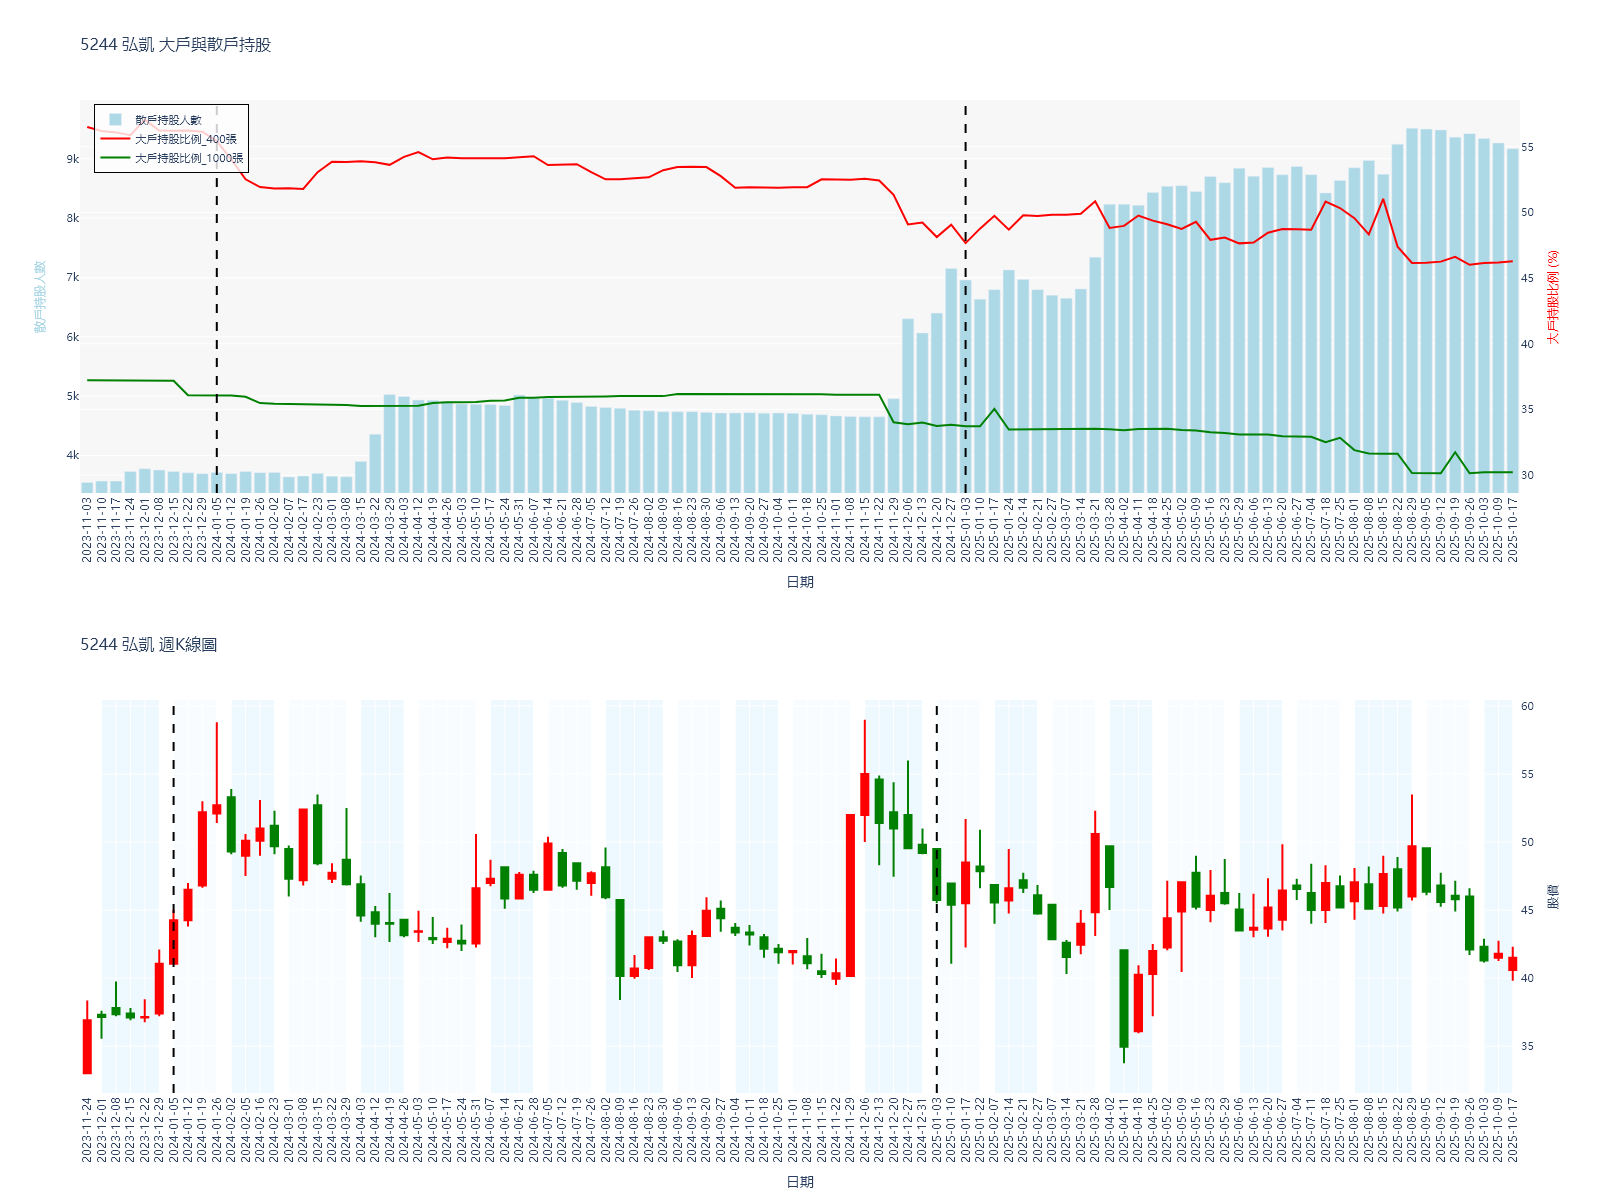 5244 弘凱 大戶與散戶持股
散戶持股人數
大戶持股比例_400張
大戶持股比例_1000張
9k
8k
7k
6k
5k
4k
散戶持股人數
55
50
45
40
35
30
大戶持股比例 (%)
2023-11-03 2023-11-10 2023-11-17 2023-11-24 2023-12-01 2023-12-08 2023-12-15 2023-12-22 2023-12-29 2024-01-05 2024-01-12 2024-01-19 2024-01-26 2024-02-02 2024-02-07 2024-02-17 2024-02-23 2024-03-01 2024-03-08 2024-03-15 2024-03-22 2024-03-29 2024-04-03 2024-04-12 2024-04-19 2024-04-26 2024-05-03 2024-05-10 2024-05-17 2024-05-24 2024-05-31 2024-06-07 2024-06-14 2024-06-21 2024-06-28 2024-07-05 2024-07-12 2024-07-19 2024-07-26 2024-08-02 2024-08-09 2024-08-16 2024-08-23 2024-08-30 2024-09-06 2024-09-13 2024-09-20 2024-09-27 2024-10-04 2024-10-11 2024-10-18 2024-10-25 2024-11-01 2024-11-08 2024-11-15 2024-11-22 2024-11-29 2024-12-06 2024-12-13 2024-12-20 2024-12-27 2025-01-03 2025-01-10 2025-01-17 2025-01-24 2025-02-14 2025-02-21 2025-02-27 2025-03-07 2025-03-14 2025-03-21 2025-03-28 2025-04-02 2025-04-11 2025-04-18 2025-04-25 2025-05-02 2025-05-09 2025-05-16 2025-05-23 2025-05-29 2025-06-06 2025-06-13 2025-06-20 2025-06-27 2025-07-04 2025-07-11 2025-07-18 2025-07-25 2025-08-01 2025-08-08 2025-08-15 2025-08-22 2025-08-29 2025-09-05 2025-09-12 2025-09-19 2025-09-26 2025-10-03 2025-10-09 2025-10-17
日期
5244 弘凱 週K線圖
60
55
50
45
40
35
股價
2023-11-24 2023-12-01 2023-12-08 2023-12-15 2023-12-22 2023-12-29 2024-01-05 2024-01-12 2024-01-19 2024-01-26 2024-02-02 2024-02-05 2024-02-16 2024-02-23 2024-03-01 2024-03-08 2024-03-15 2024-03-22 2024-03-29 2024-04-03 2024-04-12 2024-04-19 2024-04-26 2024-05-03 2024-05-10 2024-05-17 2024-05-24 2024-05-31 2024-06-07 2024-06-14 2024-06-21 2024-06-28 2024-07-05 2024-07-12 2024-07-19 2024-07-26 2024-08-02 2024-08-09 2024-08-16 2024-08-23 2024-08-30 2024-09-06 2024-09-13 2024-09-20 2024-09-27 2024-10-04 2024-10-11 2024-10-18 2024-10-25 2024-11-01 2024-11-08 2024-11-15 2024-11-22 2024-11-29 2024-12-06 2024-12-13 2024-12-20 2024-12-27 2024-12-31 2025-01-03 2025-01-10 2025-01-17 2025-01-22 2025-02-07 2025-02-14 2025-02-21 2025-02-27 2025-03-07 2025-03-14 2025-03-21 2025-03-28 2025-04-02 2025-04-11 2025-04-18 2025-04-25 2025-05-02 2025-05-09 2025-05-16 2025-05-23 2025-05-29 2025-06-06 2025-06-13 2025-06-20 2025-06-27 2025-07-04 2025-07-11 2025-07-18 2025-07-25 2025-08-01 2025-08-08 2025-08-15 2025-08-22 2025-08-29 2025-09-05 2025-09-12 2025-09-19 2025-09-26 2025-10-03 2025-10-09 2025-10-17
日期